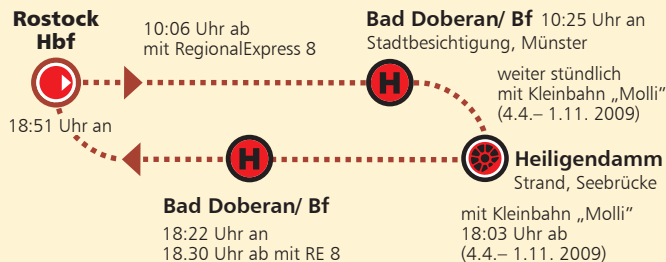 Rostock
Hbf
10:06 Uhr ab
mit RegionalExpress 8
Bad Doberan/ Bf 10:25 Uhr an
Stadtbesichtigung, Münster
weiter stündlich
mit Kleinbahn „Molli“
(4.4.– 1.11. 2009)
H
Heiligendamm
Strand, Seebrücke
mit Kleinbahn „Molli“
18:03 Uhr ab
(4.4.– 1.11. 2009)
H
Bad Doberan/ Bf
18:22 Uhr an
18.30 Uhr ab mit RE 8
18:51 Uhr an